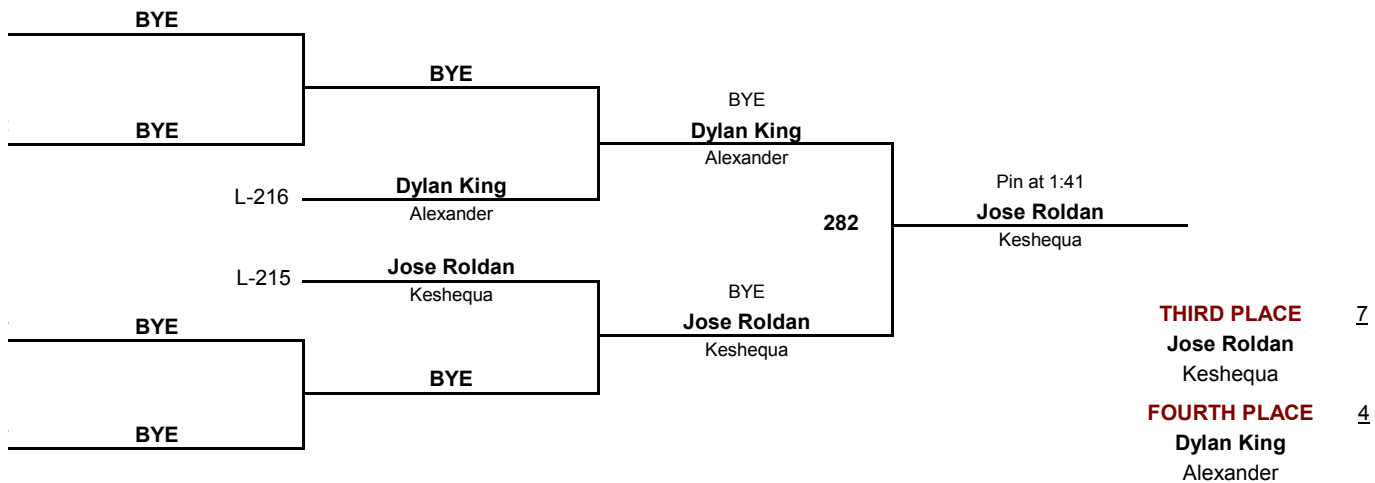 BYE
BYE
BYE
BYE
Dylan King
Alexander
L-216
Dylan King
Alexander
Pin at 1:41
Jose Roldan
Keshequa
282
L-215
Jose Roldan
Keshequa
BYE
Jose Roldan
Keshequa
BYE
BYE
BYE
THIRD PLACE 7
Jose Roldan
Keshequa
FOURTH PLACE 4
Dylan King
Alexander